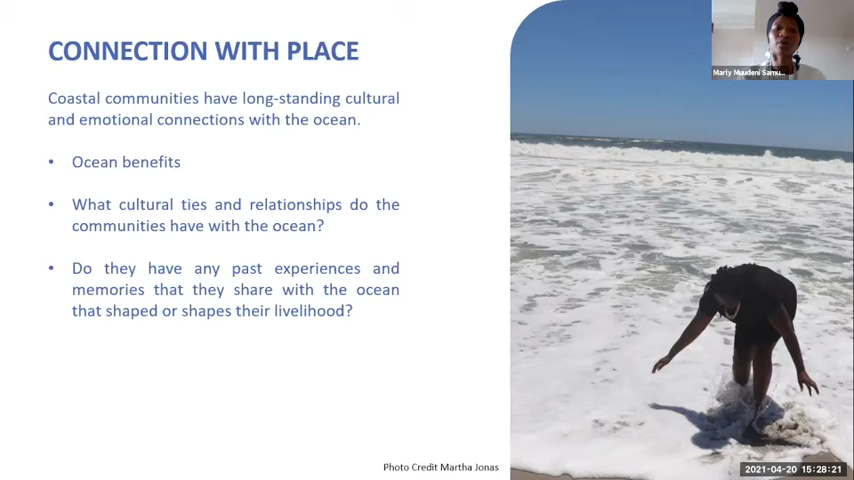 CONNECTION WITH PLACE
Coastal communities have long-standing cultural
and emotional connections with the ocean.
• Ocean benefits
• What cultural ties and relationships do the
communities have with the ocean?
• Do they have any past experiences and
memories that they share with the ocean
that shaped or shapes their livelihood?
Photo Credit Martha Jonas
Marly Muudeni Samu...
2021-04-20 15:28:21